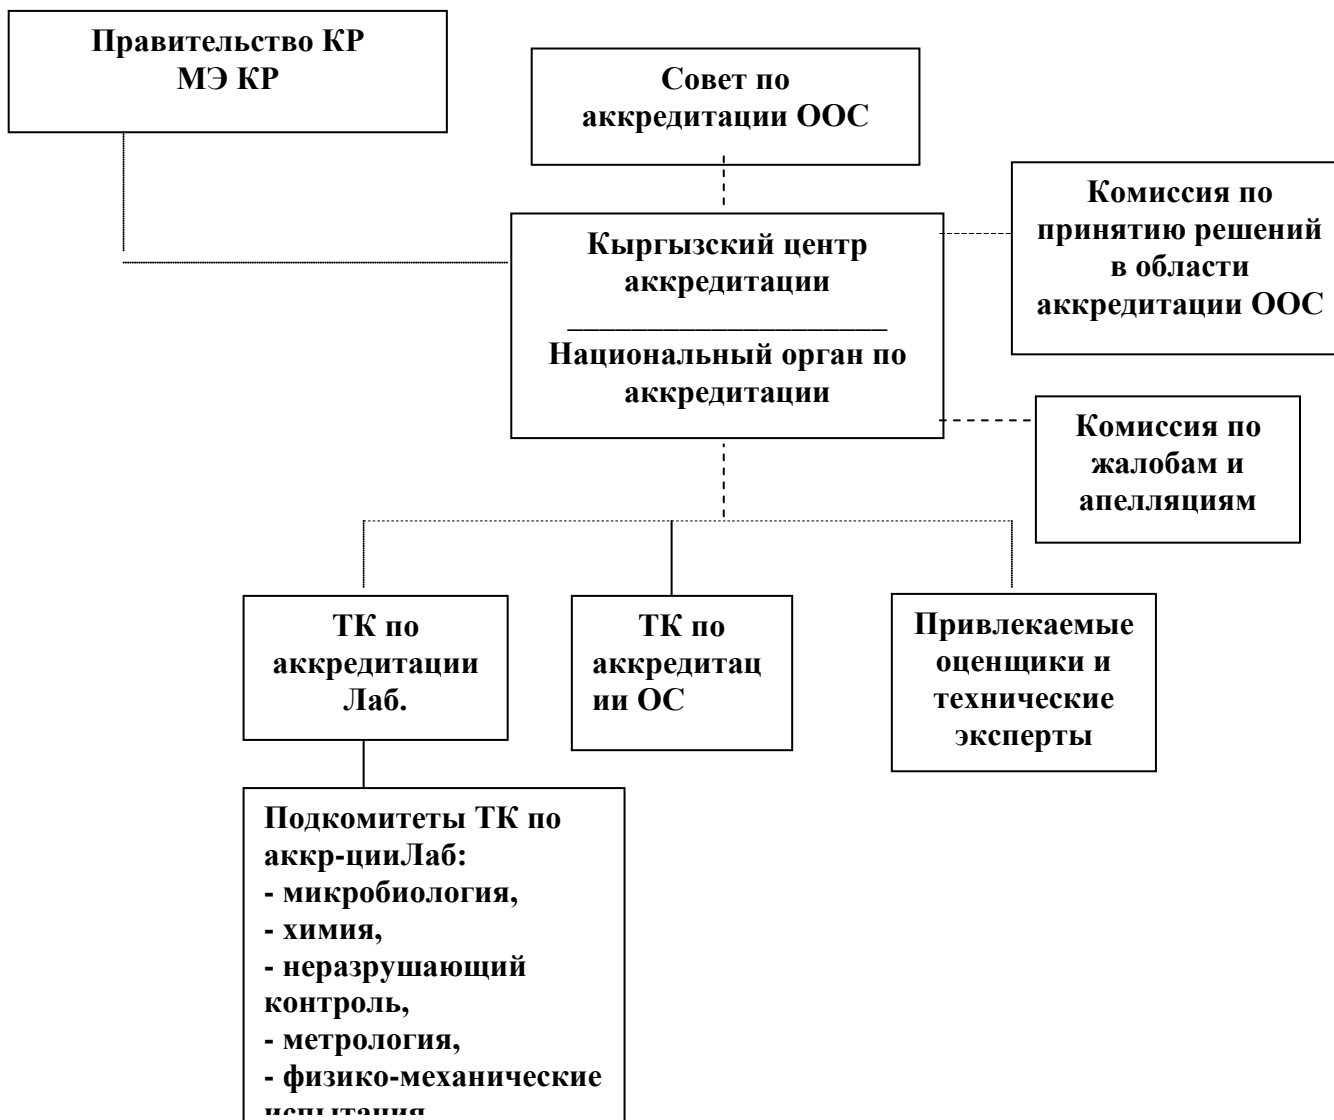 Правительство КР
МЭ КР
Совет по
аккредитации ООС
Комиссия по
принятию решений
в области
аккредитации ООС
Кыргызский центр
аккредитации
____________________
Национальный орган по
аккредитации
Комиссия по
жалобам и
апелляциям
ТК по
аккредитации
Лаб.
ТК по
аккредитац
ии ОС
Привлекаемые
оценщики и
технические
эксперты
Подкомитеты ТК по
аккр-цииЛаб:
- микробиология,
- химия,
- неразрушающий
контроль,
- метрология,
- физико-механические
испытания